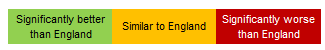 Significantly better
than England
Similar to England
Significantly worse
than England